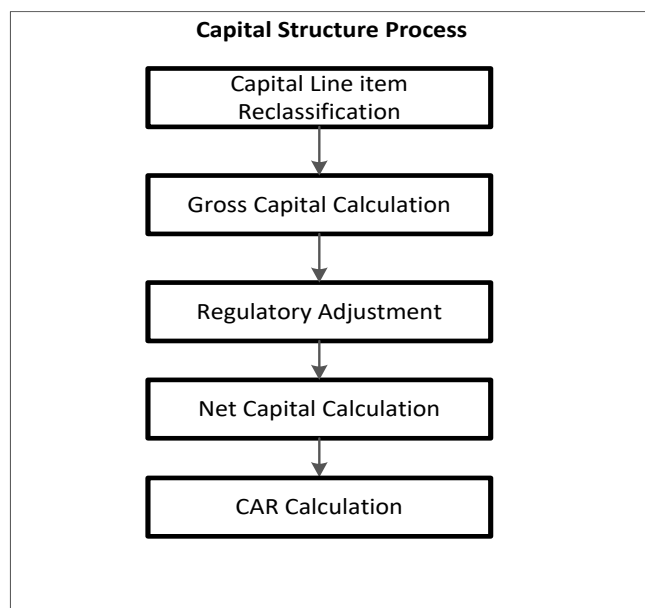 Capital Structure Process
Capital Line item
Reclassification
Gross Capital Calculation
Regulatory Adjustment
Net Capital Calculation
CAR Calculation